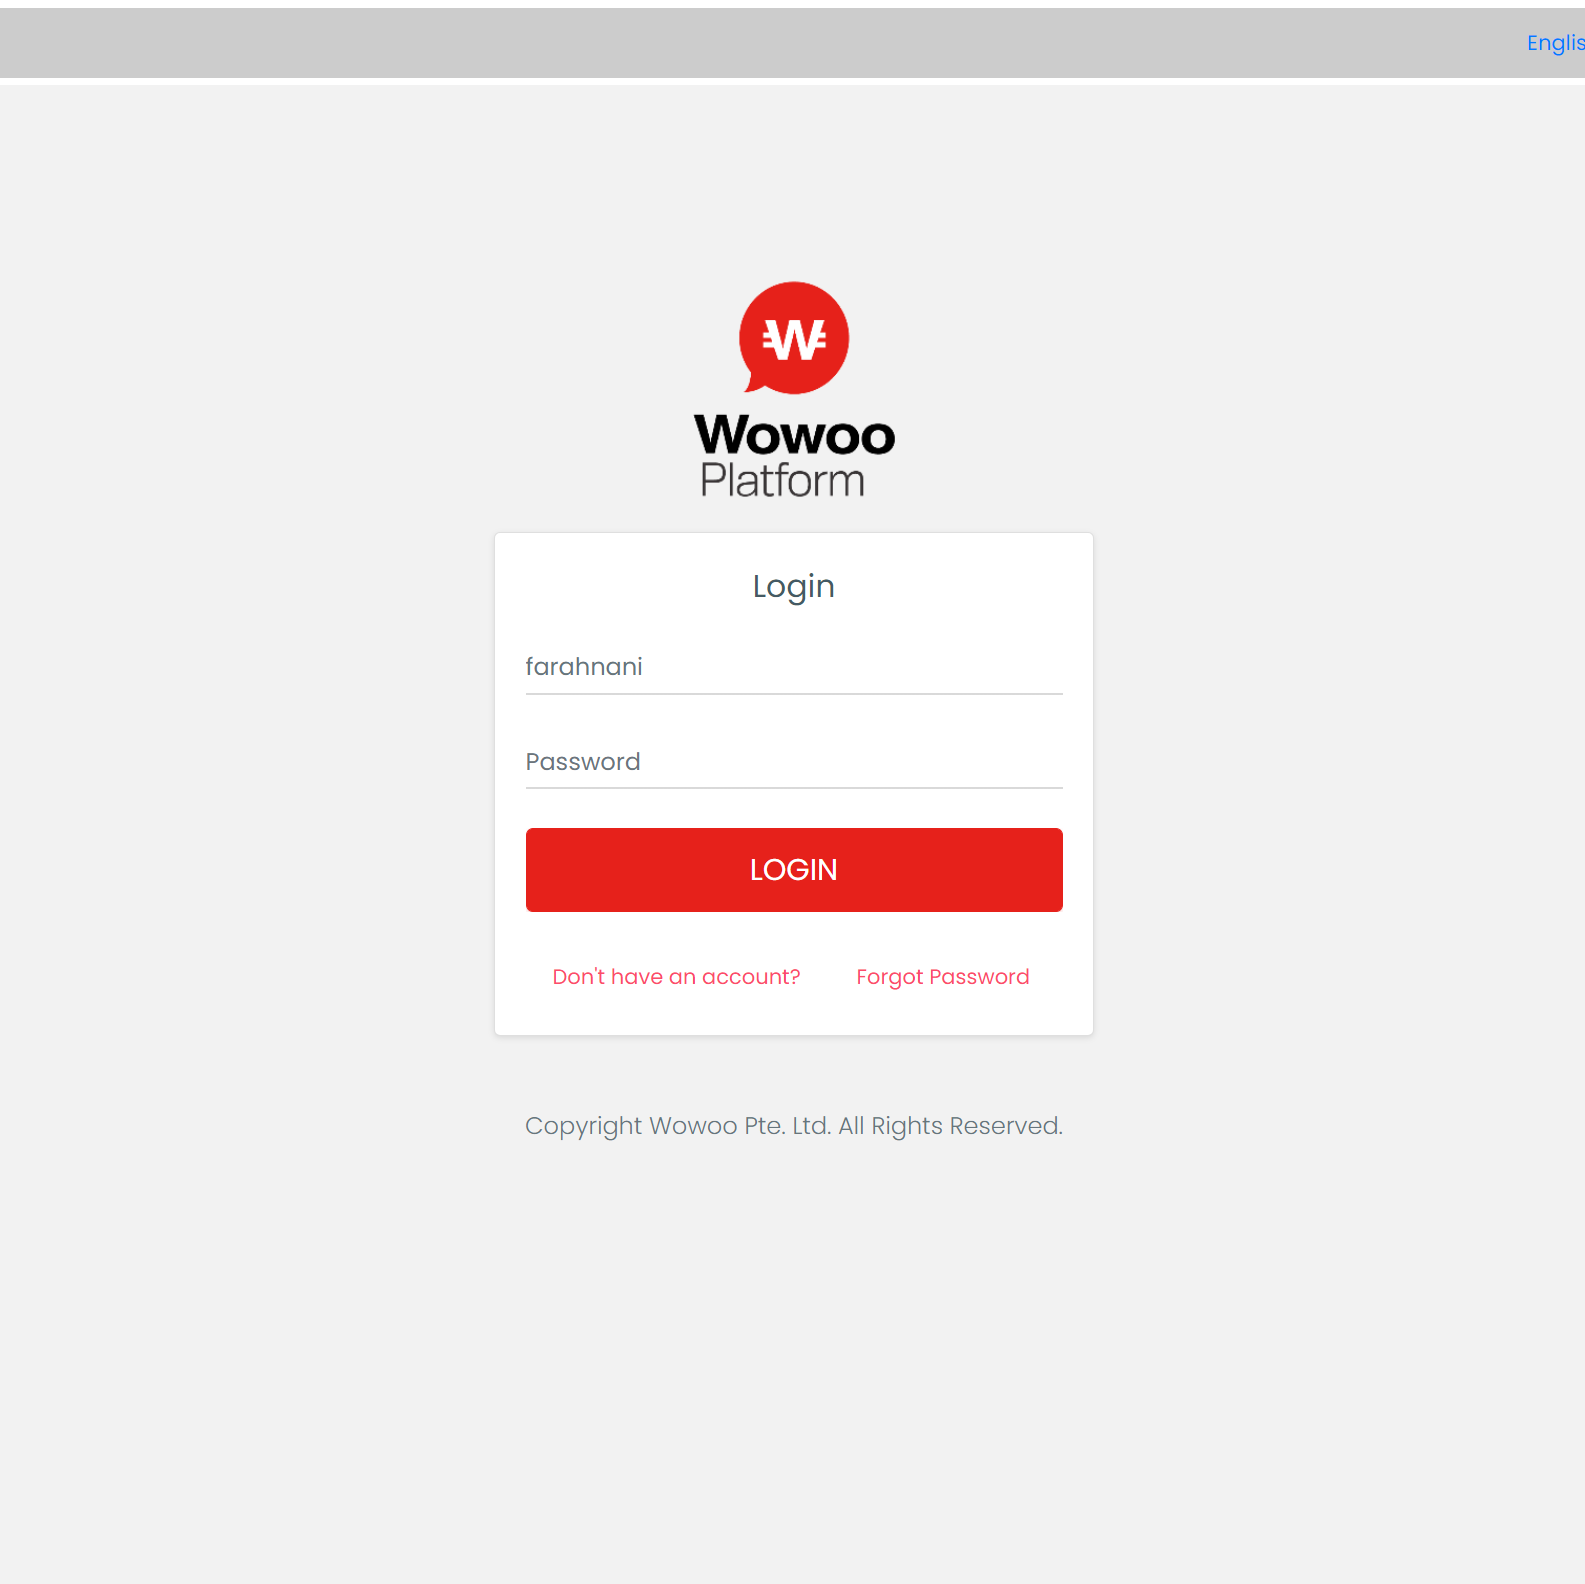 Englis
W
Wowoo
Platform
Login
farahnani
Password
LOGIN
Don't have an account? Forgot Password
Copyright Wowoo Pte. Ltd. All Rights Reserved.